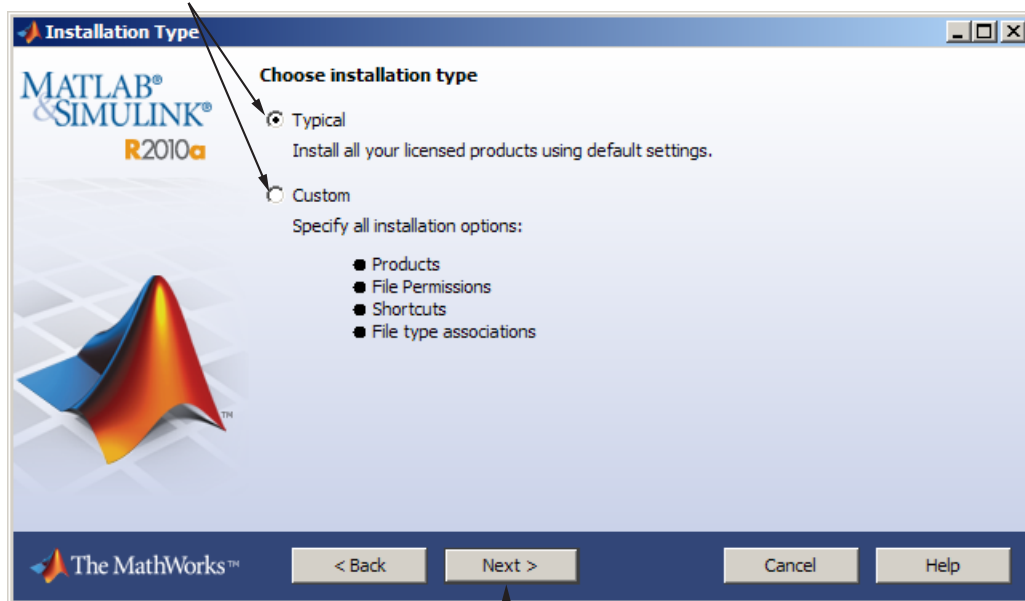 Installation Type
MATLAB®
&SIMULINK®
R2010a
Choose installation type
Typical
Install all your licensed products using default settings.
Custom
Specify all installation options:
● Products
● File Permissions
● Shortcuts
● File type associations
TM
The MathWorks™
< Back
Next >
Cancel
Help